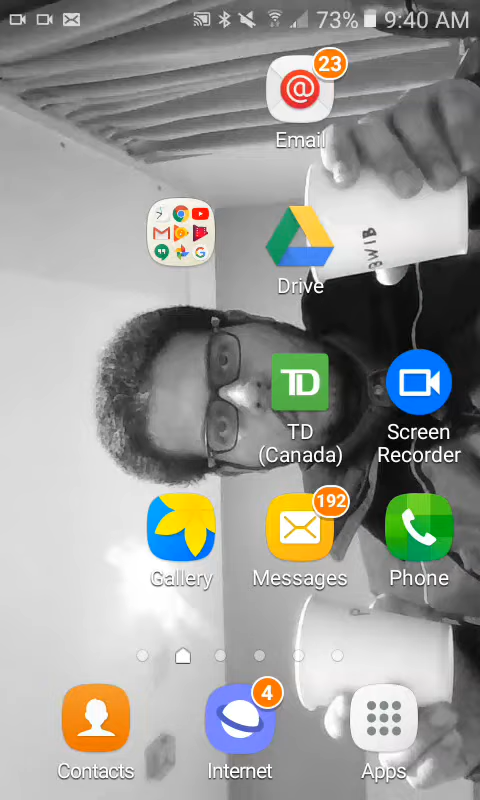 73% 9:40 AM
23
Email
Drive
TD
TD
(Canada)
Screen
Recorder
192
Gallery
Messages
Phone
4
Contacts
Internet
Apps